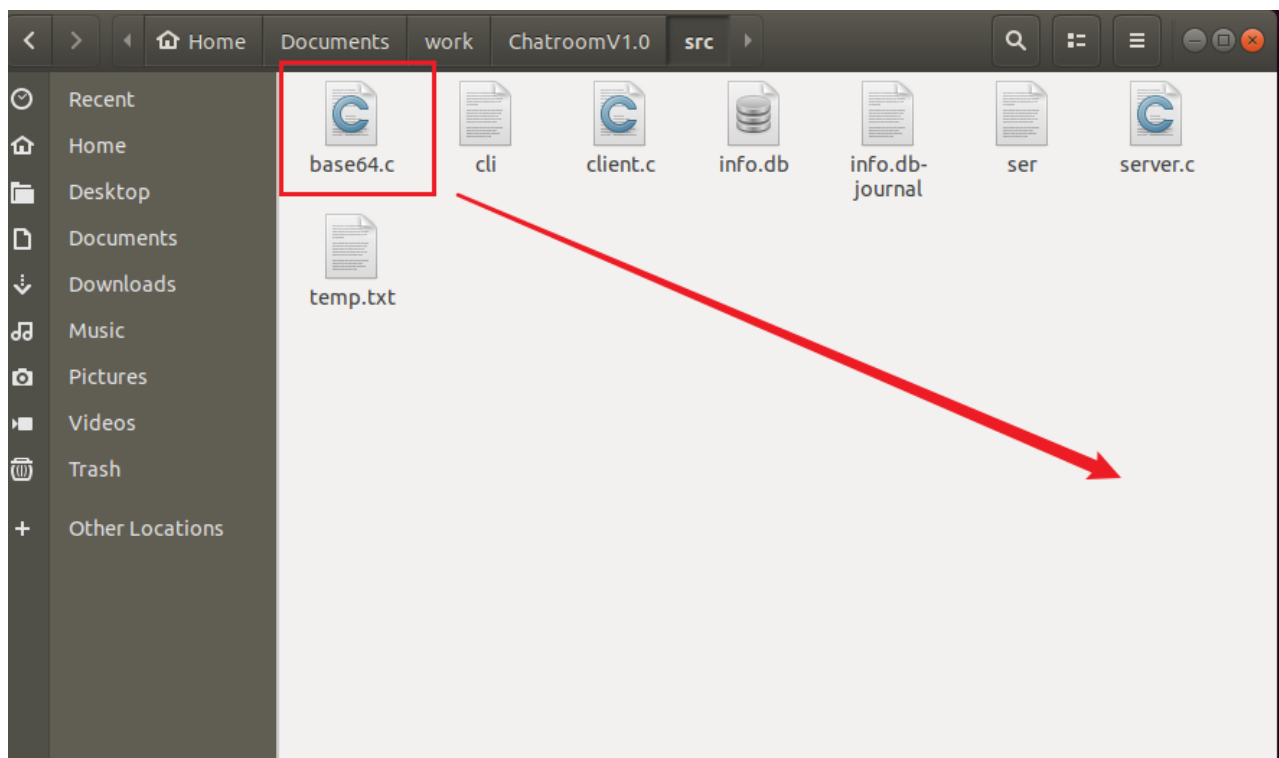 Home Documents work ChatroomV1.0 src
Recent
Home
Desktop
Documents
Downloads
Music
Pictures
Videos
Trash
Other Locations
base64.c cli client.c info.db info.db- ser server.c
journal
temp.txt